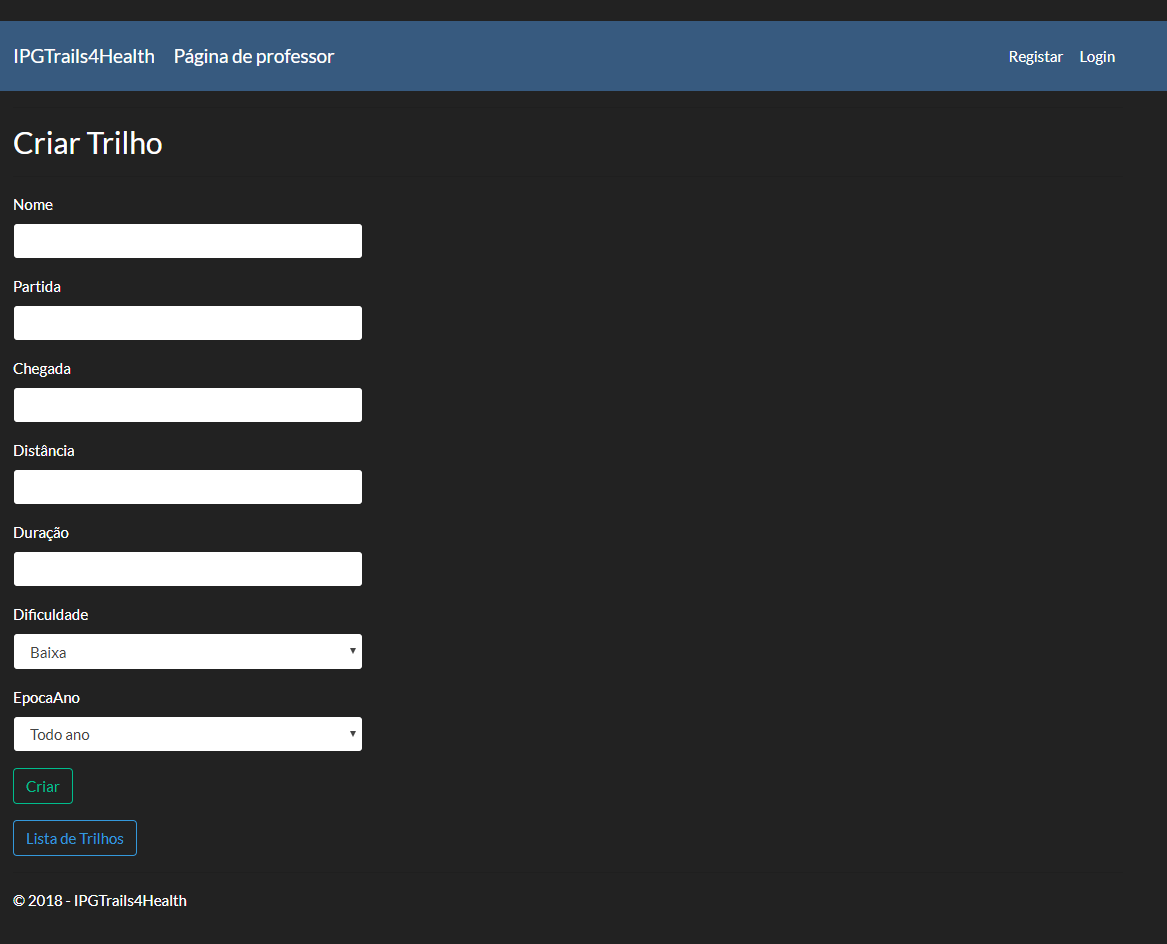 IPGTrails4Health Página de professor Registar Login
Criar Trilho
Nome
Partida
Chegada
Distância
Duração
Dificuldade
Baixa
EpocaAno
Todo ano
Criar
Lista de Trilhos
© 2018 - IPGTrails4Health